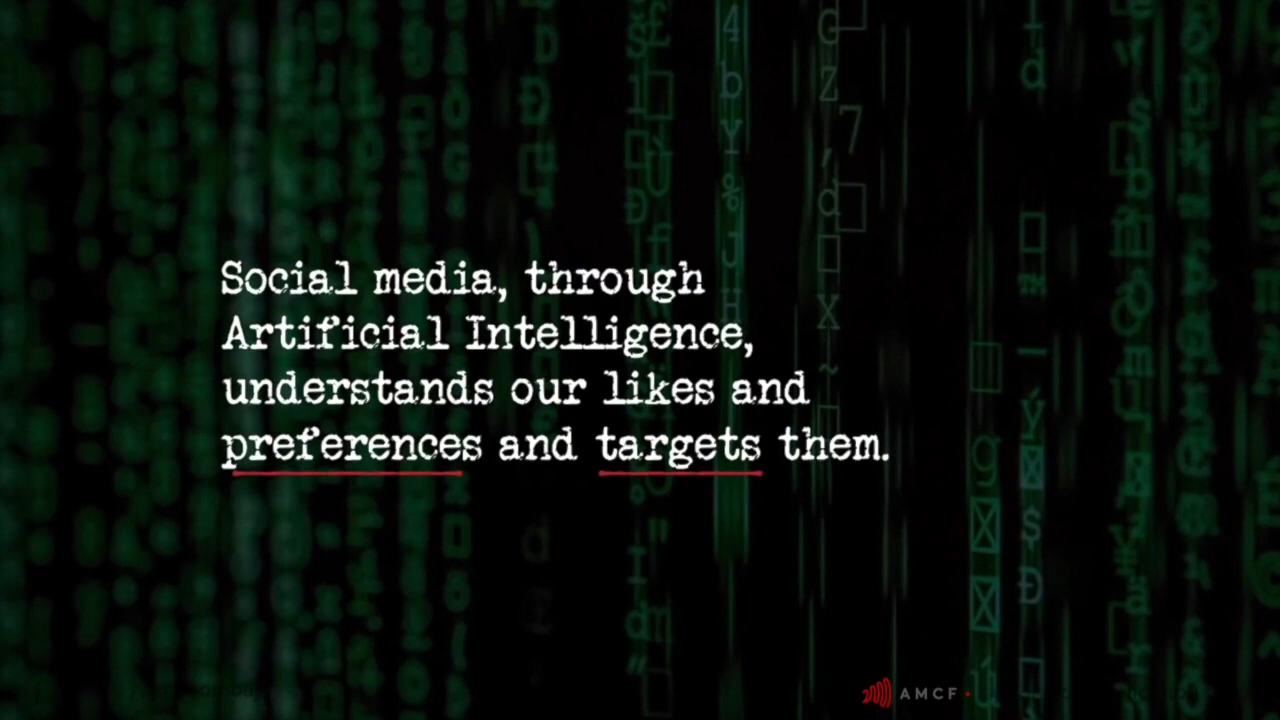 Social media, through
Artificial Intelligence,
understands our likes and
preferences and targets them.
AMCF